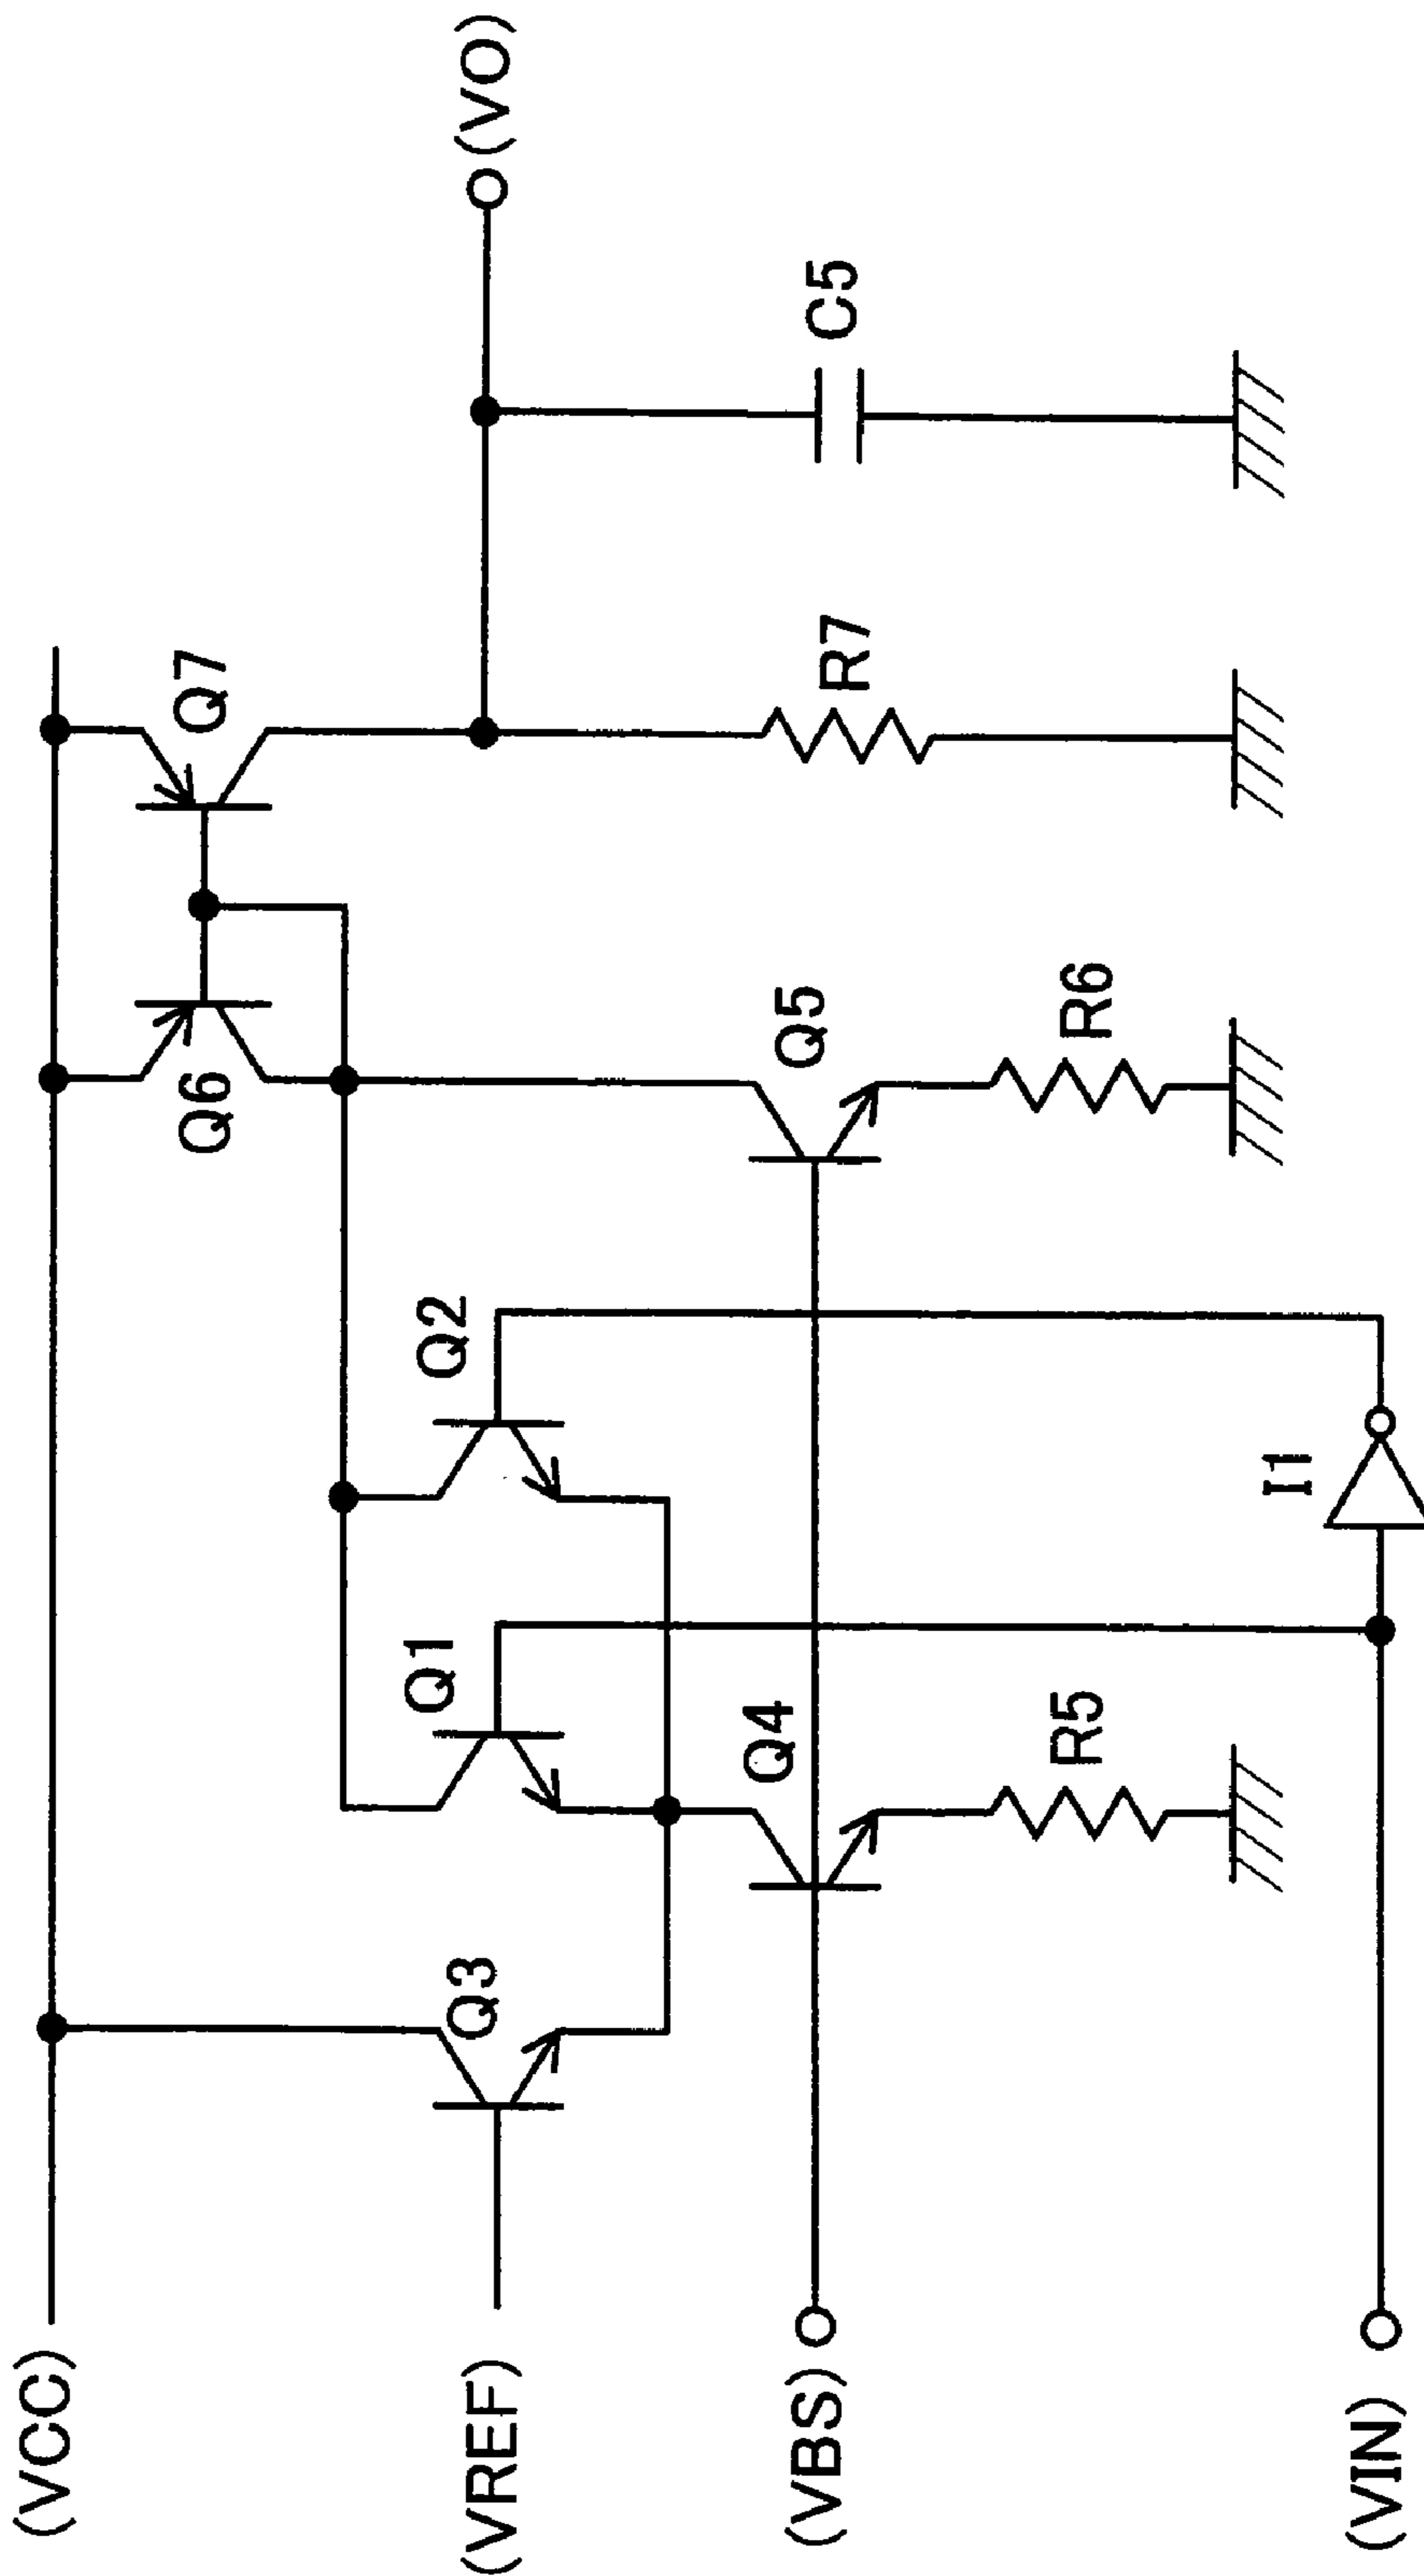 (VCC)
(VREF)
(VBS)
(VIN)
Q3
Q1
Q2
Q4
R5
I1
Q6
Q7
Q5
R6
R7
C5
(VO)